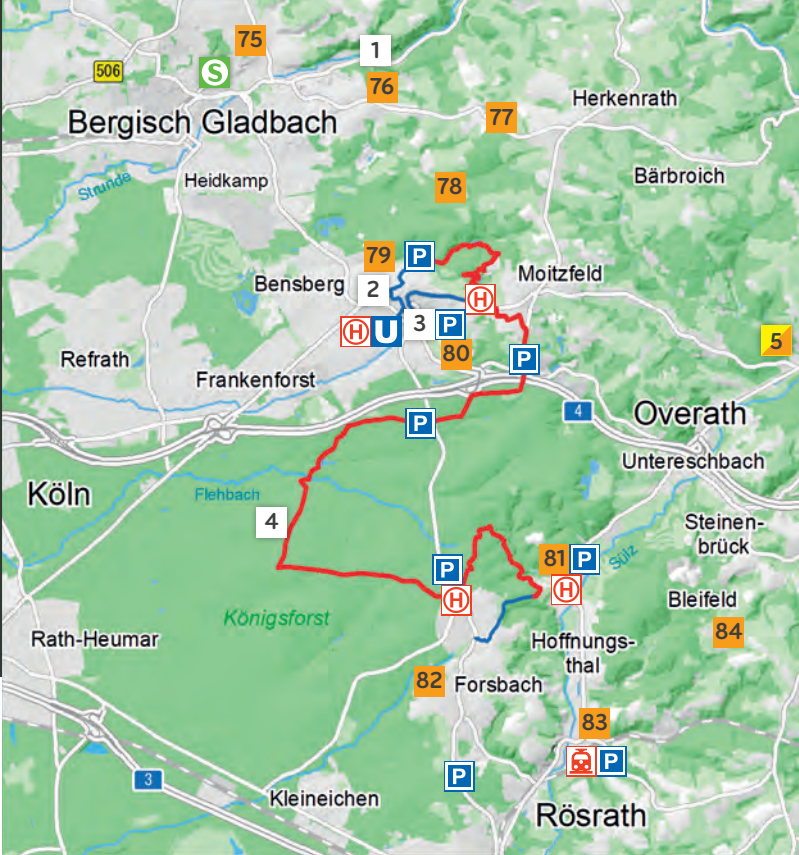 75
1
506
S
76
77
Herkenrath
Bergisch Gladbach
Strunde
Heidkamp
78
Bärbroich
79
P
Bensberg
2
Moitzfeld
H
H
U
3
P
80
5
Refrath
P
Frankenforst
4
Overath
P
Untereschbach
Köln
Flehbach
4
Steinen-
brück
Sülz
81
P
P
H
H
Bleifeld
Königsforst
84
Rath-Heumar
Hoffnungs-
thal
82
Forsbach
83
P
3
P
Kleineichen
Rösrath